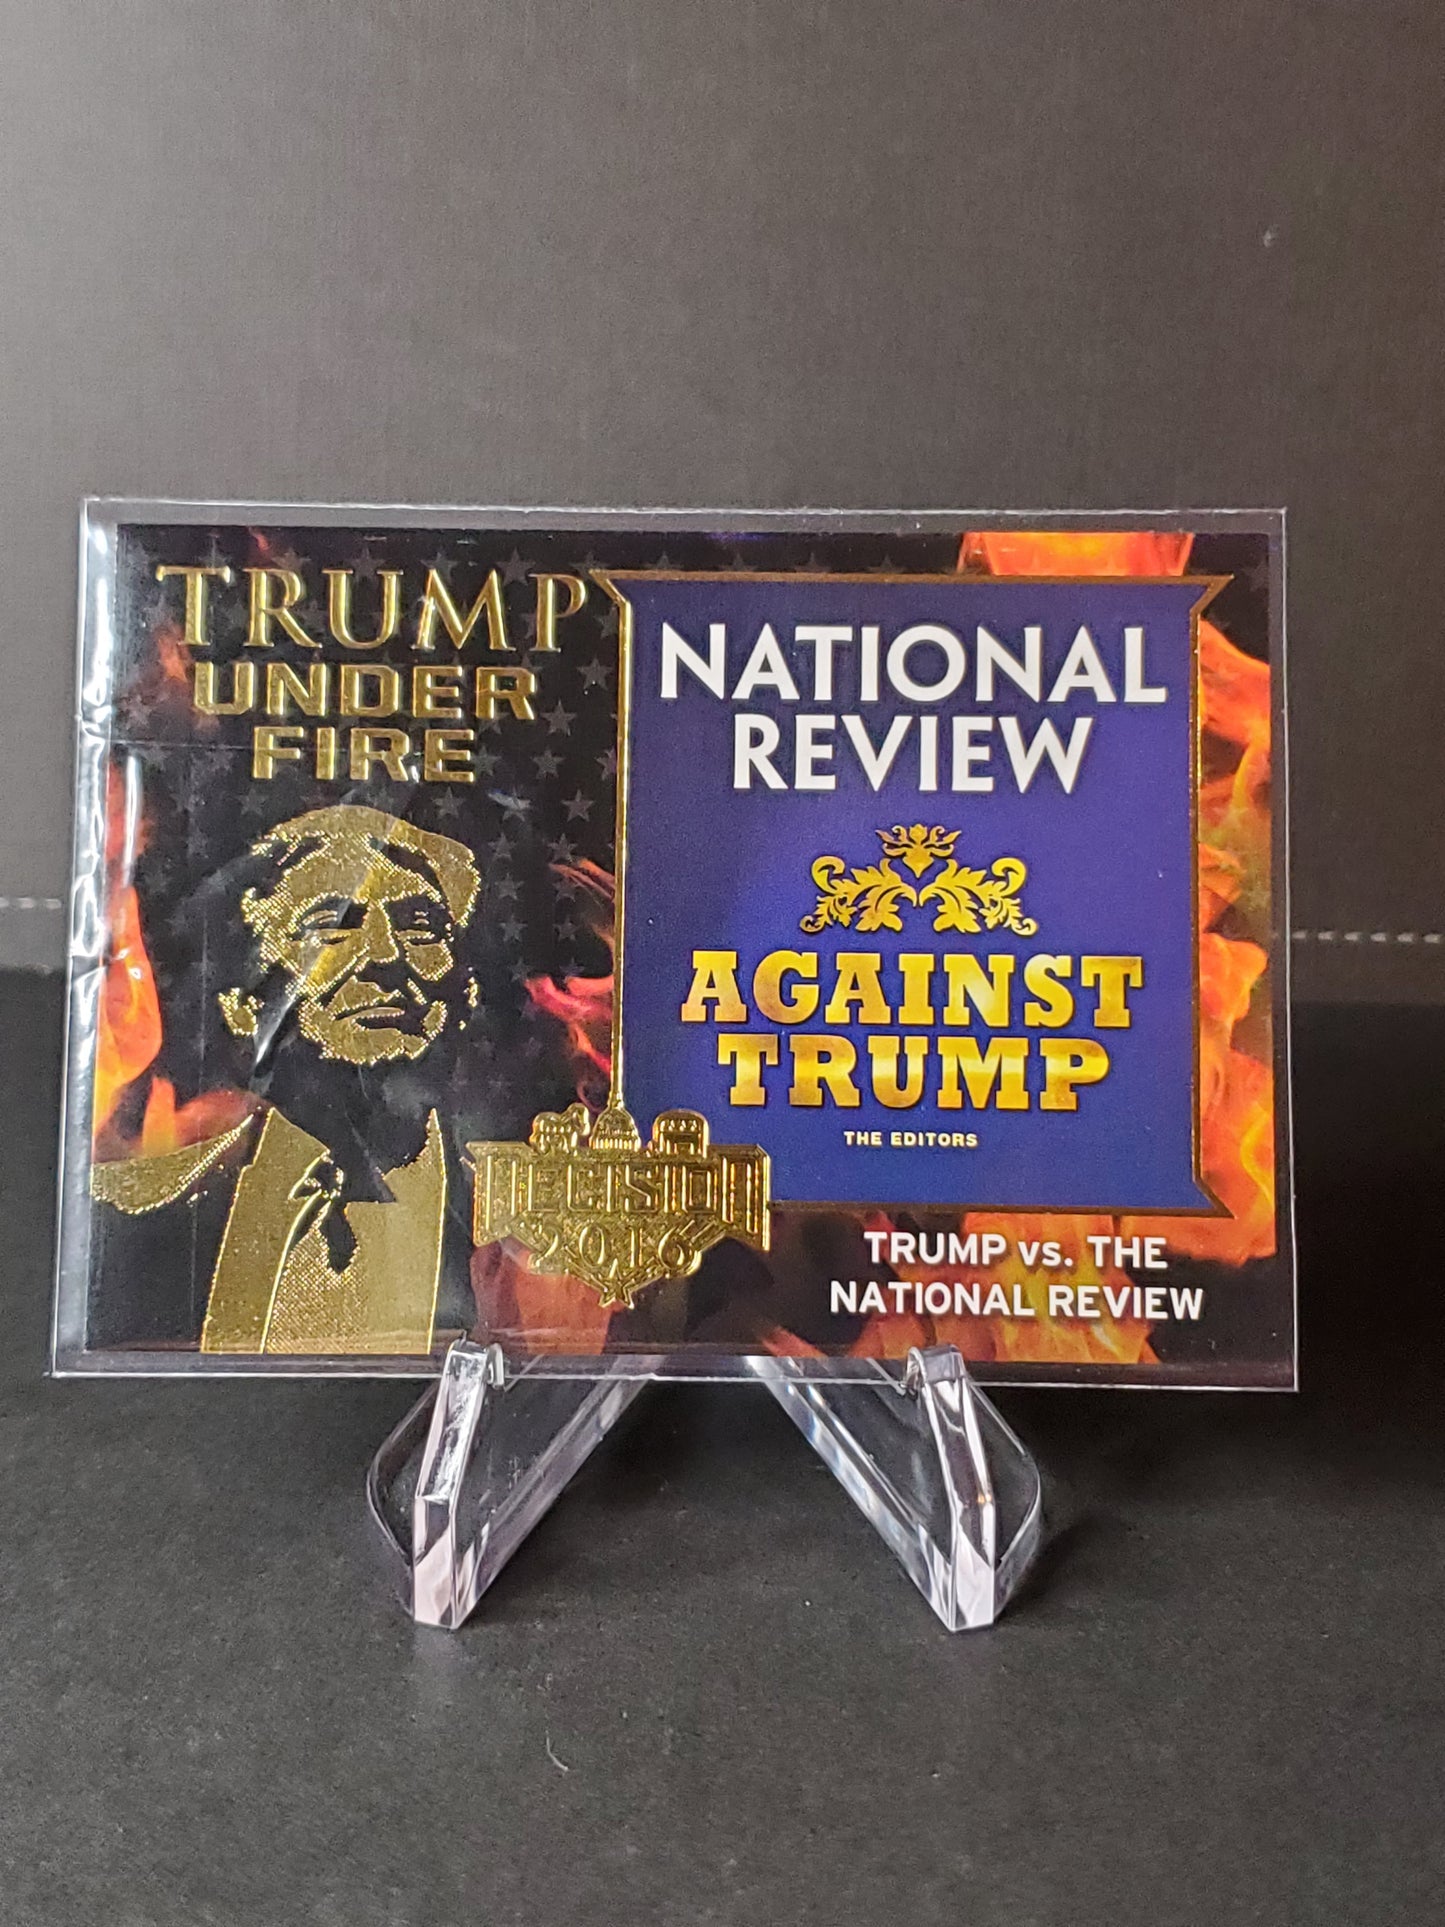 TRUMP
UNDER
FIRE
NATIONAL
REVIEW
AGAINST
TRUMP
THE EDITORS
DECISION
2016
TRUMP vs. THE
NATIONAL REVIEW